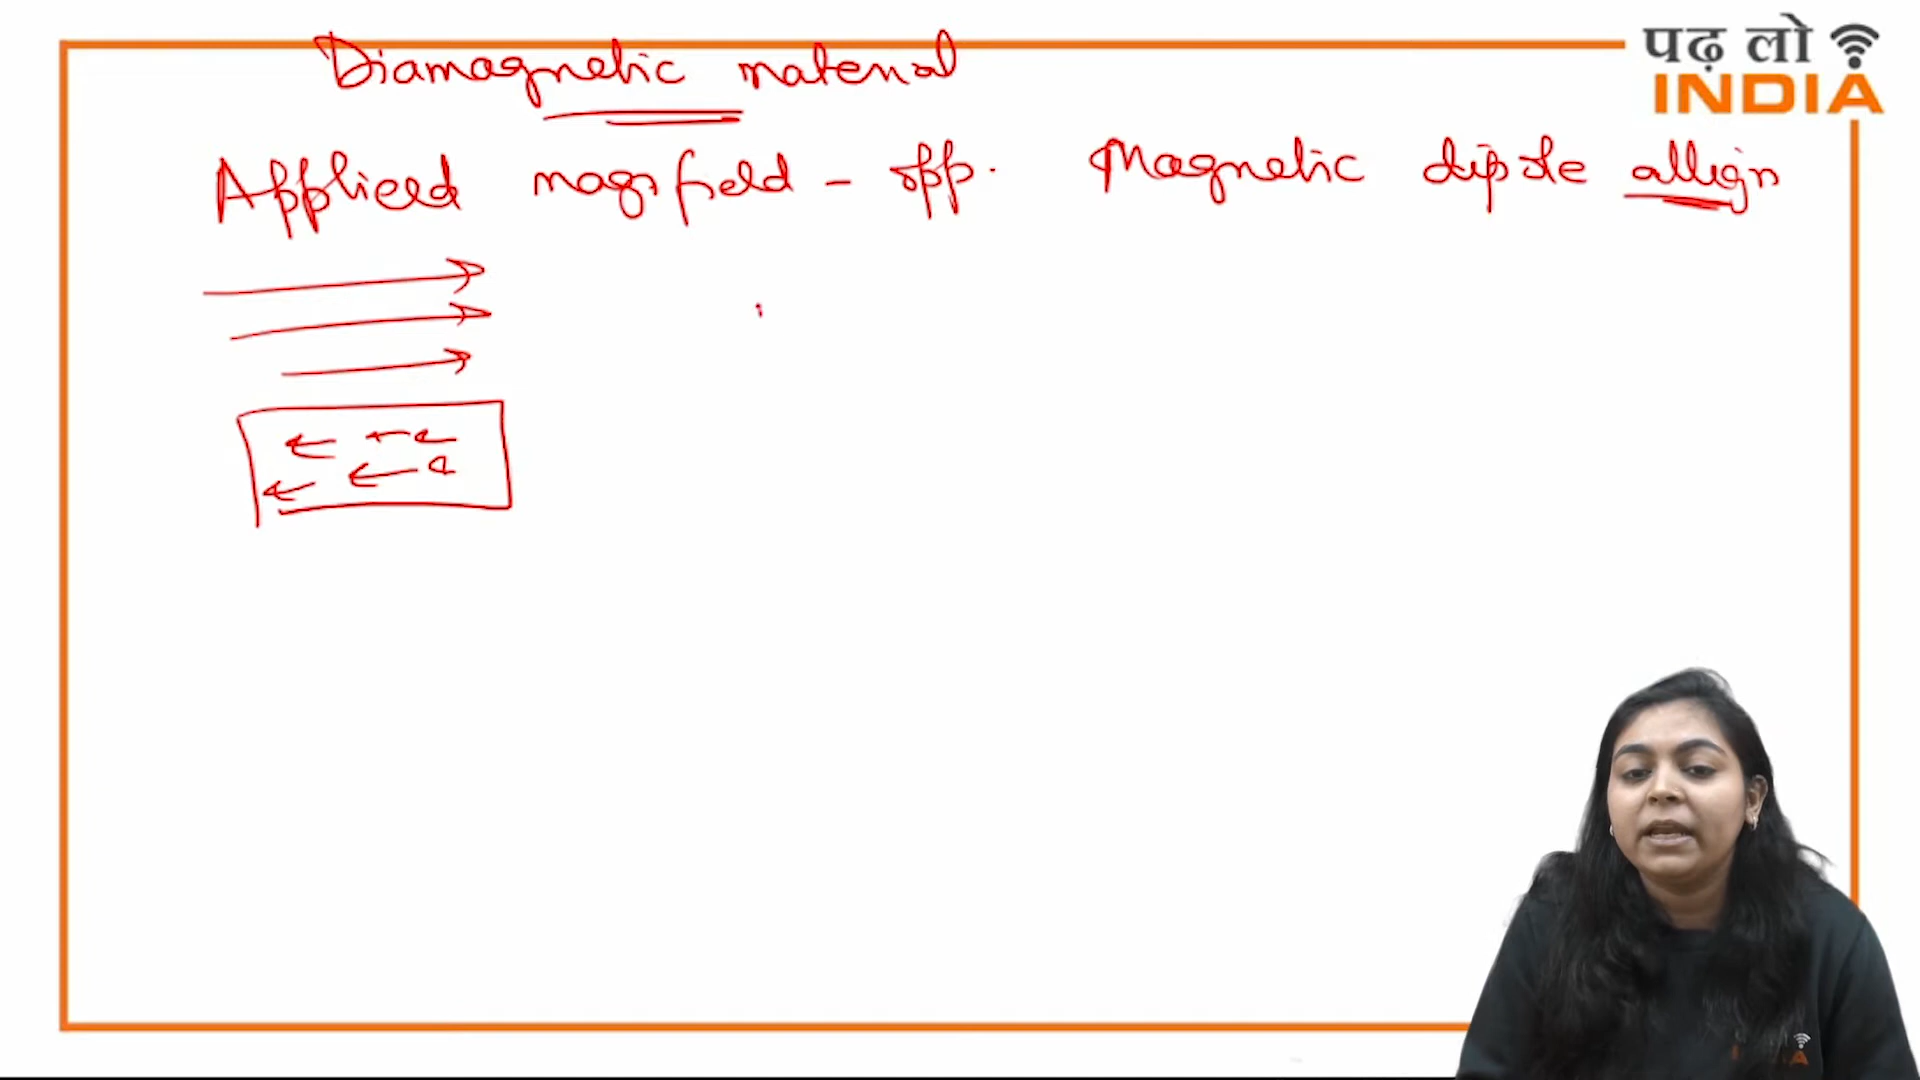 Diamagnetic material
पढ़ लो
INDIA
Applied mag. field - opp. Magnetic dipole allign